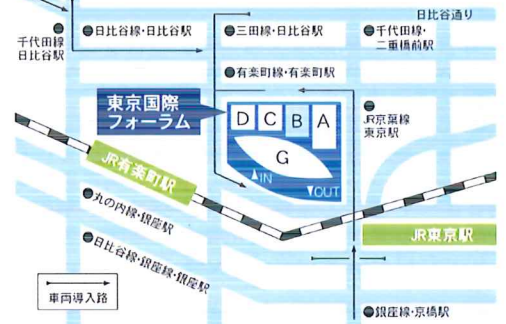 日比谷通り
千代田線
日比谷駅
日比谷線・日比谷駅
三田線・日比谷駅
千代田線・
二重橋前駅
有楽町線・有楽町駅
東京国際
フォーラム
D
C
B
A
G
IN
OUT
JR京葉線
東京駅
JR有楽町駅
丸の内線・銀座駅
日比谷線・銀座線・銀座駅
JR東京駅
車両導入路
銀座線・京橋駅